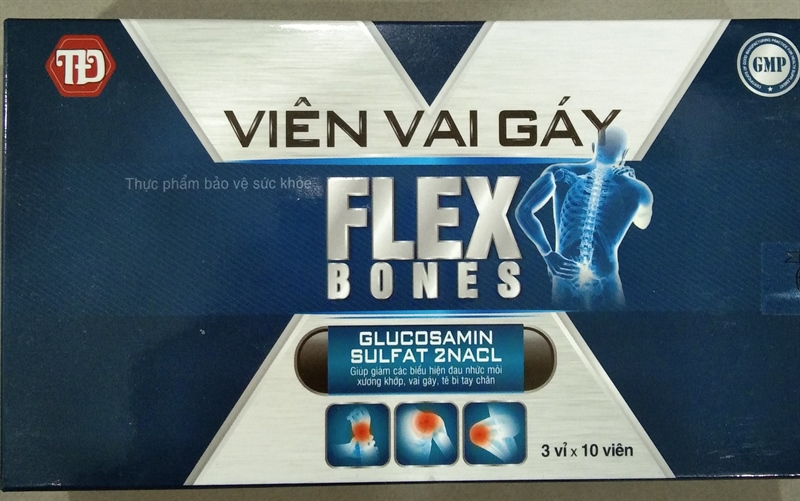 TĐ
GMP
VIÊN VAI GÁY
Thực phẩm bảo vệ sức khỏe
FLEX
BONES
GLUCOSAMIN
SULFAT 2NACL
Giúp giảm các biểu hiện đau nhức mỏi
xương khớp, vai gáy, tê bì tay chân
3 vỉ x 10 viên